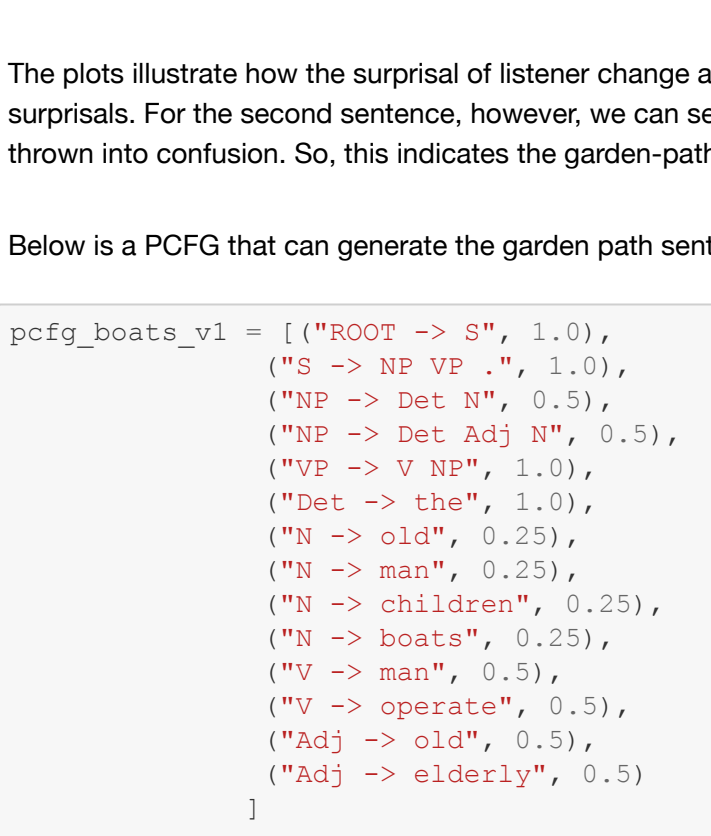 The plots illustrate how the surprisal of listener change a
surprisals. For the second sentence, however, we can se
thrown into confusion. So, this indicates the garden-path
Below is a PCFG that can generate the garden path sent
pcfg_boats_v1 = [("ROOT -> S", 1.0),
("S -> NP VP .", 1.0),
("NP -> Det N", 0.5),
("NP -> Det Adj N", 0.5),
("VP -> V NP", 1.0),
("Det -> the", 1.0),
("N -> old", 0.25),
("N -> man", 0.25),
("N -> children", 0.25),
("N -> boats", 0.25),
("V -> man", 0.5),
("V -> operate", 0.5),
("Adj -> old", 0.5),
("Adj -> elderly", 0.5)
]